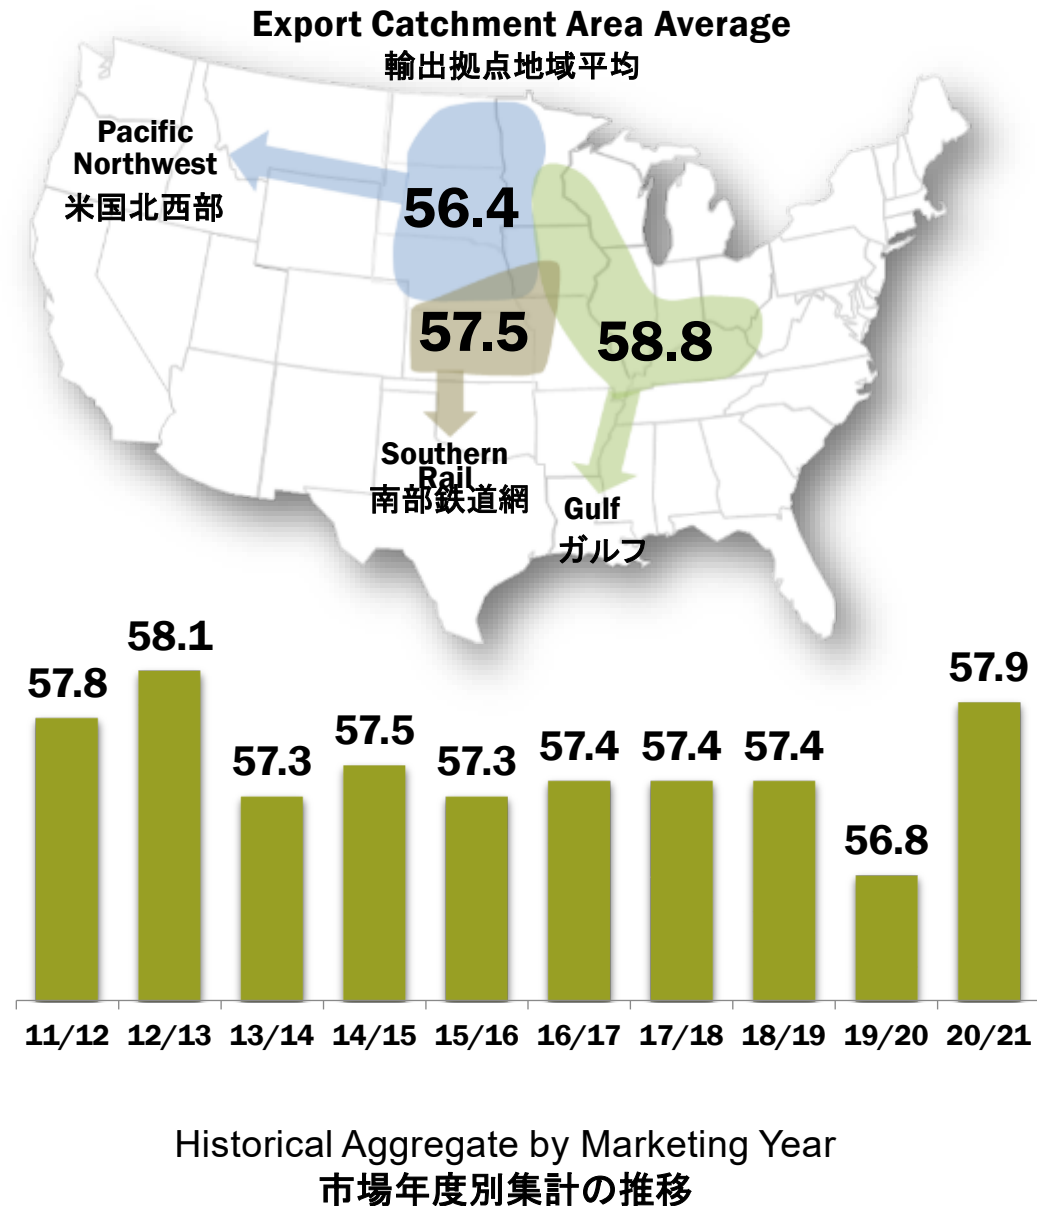 Export Catchment Area Average
輸出拠点地域平均
Pacific
Northwest
米国北西部
56.4
57.5
58.8
Southern
Rail
南部鉄道網
Gulf
ガルフ
57.8
58.1
57.3
57.5
57.3
57.4
57.4
57.4
56.8
57.9
11/12 12/13 13/14 14/15 15/16 16/17 17/18 18/19 19/20 20/21
Historical Aggregate by Marketing Year
市場年度別集計の推移